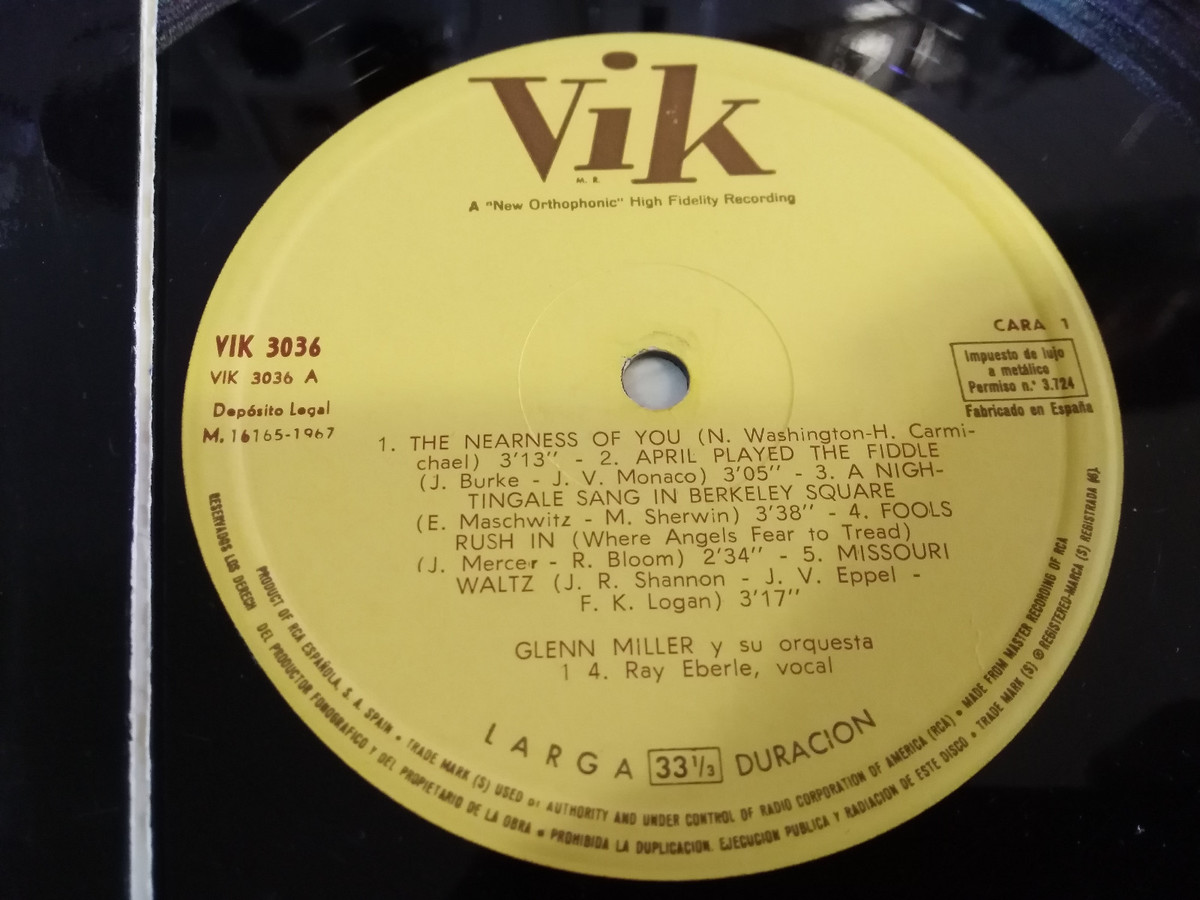 Vik
M. R.
A "New Orthophonic" High Fidelity Recording
VIK 3036
VIK 3036 A
Depósito Legal
M. 16165-1967
CARA 1
Impuesto de lujo
a metálico
Permiso n.º 3.724
Fabricado en España
1. THE NEARNESS OF YOU (N. Washington-H. Carmi-
chael) 3'13'' - 2. APRIL PLAYED THE FIDDLE
(J. Burke - J. V. Monaco) 3'05'' - 3. A NIGH-
TINGALE SANG IN BERKELEY SQUARE
(E. Maschwitz - M. Sherwin) 3'38'' - 4. FOOLS
RUSH IN (Where Angels Fear to Tread)
(J. Mercer - R. Bloom) 2'34'' - 5. MISSOURI
WALTZ (J. R. Shannon - J. V. Eppel -
F. K. Logan) 3'17''
GLENN MILLER y su orquesta
1 4. Ray Eberle, vocal
LARGA 33 1/3 DURACION
PRODUCT OF RCA ESPAÑOLA, S. A. SPAIN • TRADE MARK (S) USED BY AUTHORITY AND UNDER CONTROL OF RADIO CORPORATION OF AMERICA (RCA) • MADE FROM MASTER RECORDING OF RCA
RESERVADOS LOS DERECH DEL PRODUCTOR FONOGRAFICO Y DEL PROPIETARIO DE LA OBRA • PROHIBIDA LA DUPLICACION, EJECUCION PUBLICA Y RADIACION DE ESTE DISCO • TRADE MARK (S) ® REGISTERED-MARCA (S) REGISTRADA (S)